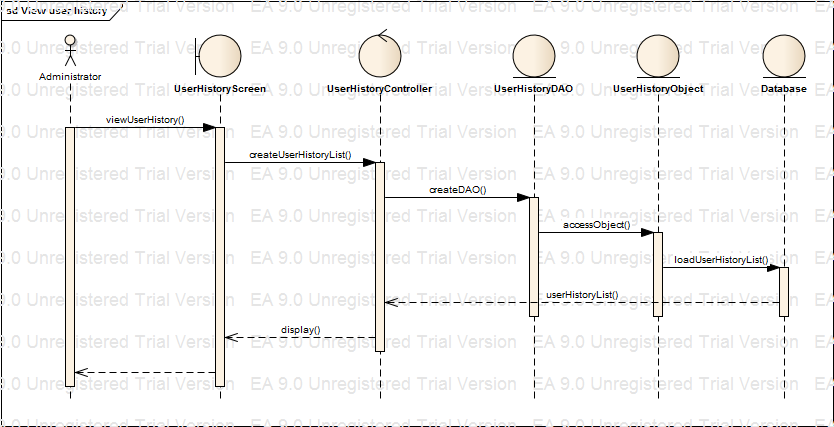 sd View user history
Administrator
UserHistoryScreen
UserHistoryController
UserHistoryDAO
UserHistoryObject
Database
viewUserHistory()
createUserHistoryList()
createDAO()
accessObject()
loadUserHistoryList()
userHistoryList()
display()
EA 9.0 Unregistered Trial Version